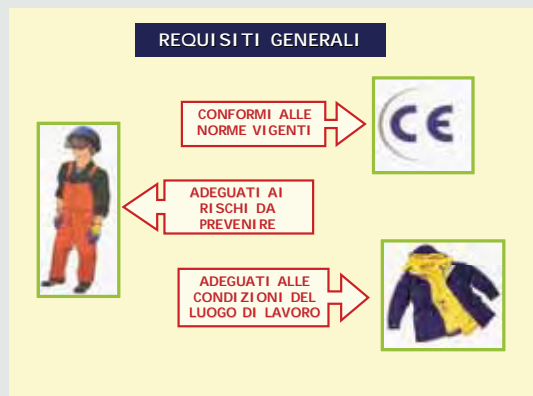 REQUISITI GENERALI
CONFORMI ALLE
NORME VIGENTI
CE
ADEGUATI AI
RISCHI DA
PREVENIRE
ADEGUATI ALLE
CONDIZIONI DEL
LUOGO DI LAVORO